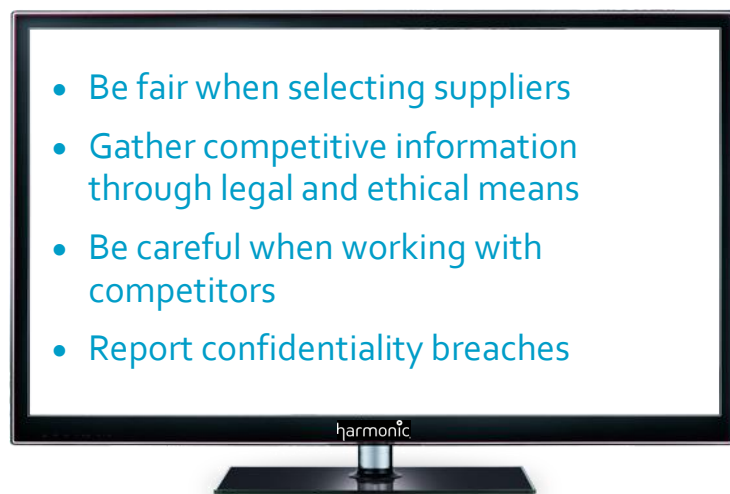 • Be fair when selecting suppliers
• Gather competitive information
through legal and ethical means
• Be careful when working with
competitors
• Report confidentiality breaches
harmonic